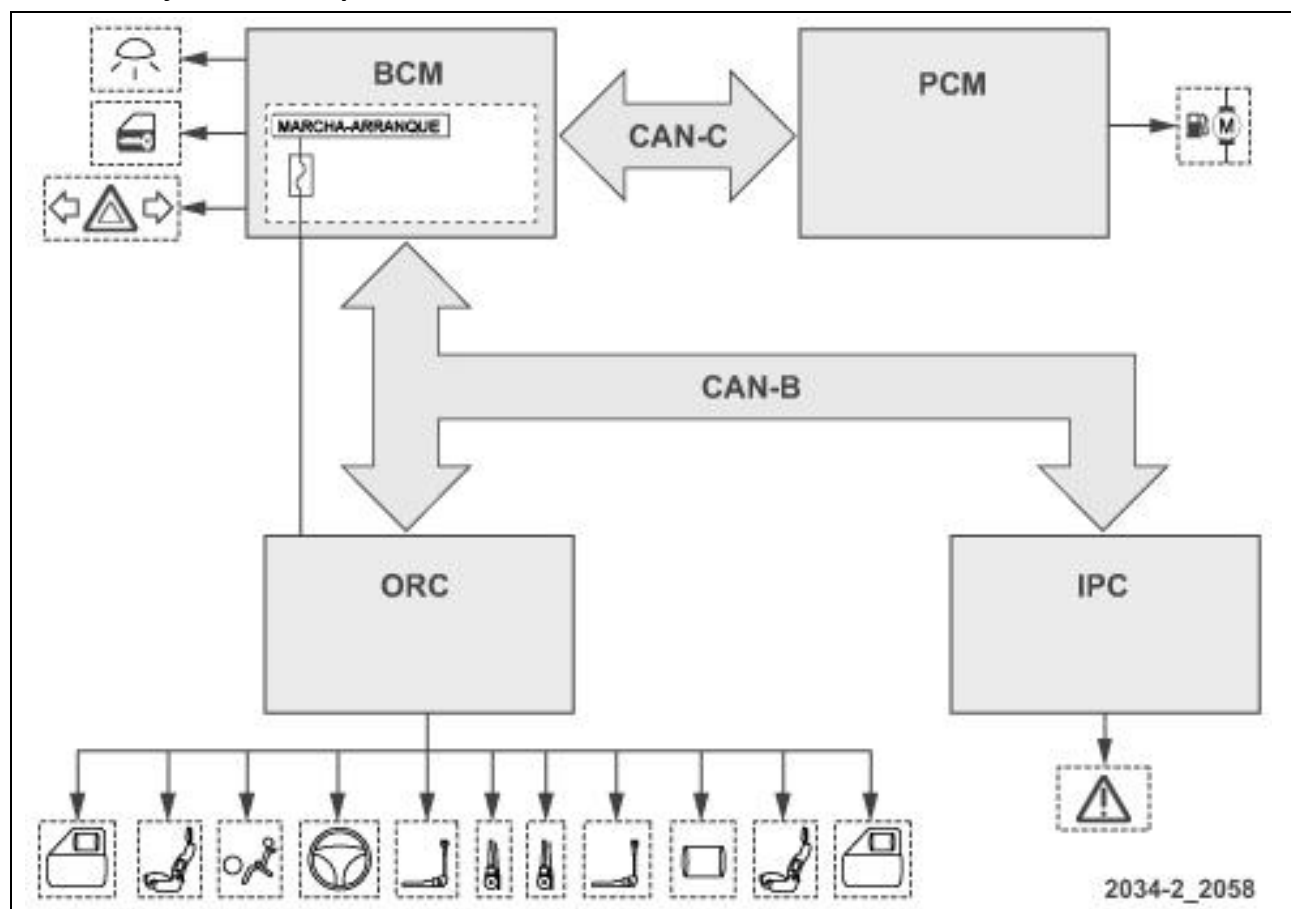 BCM
PCM
MARCHA-ARRANQUE
CAN-C
M
CAN-B
ORC
IPC
2034-2_2058